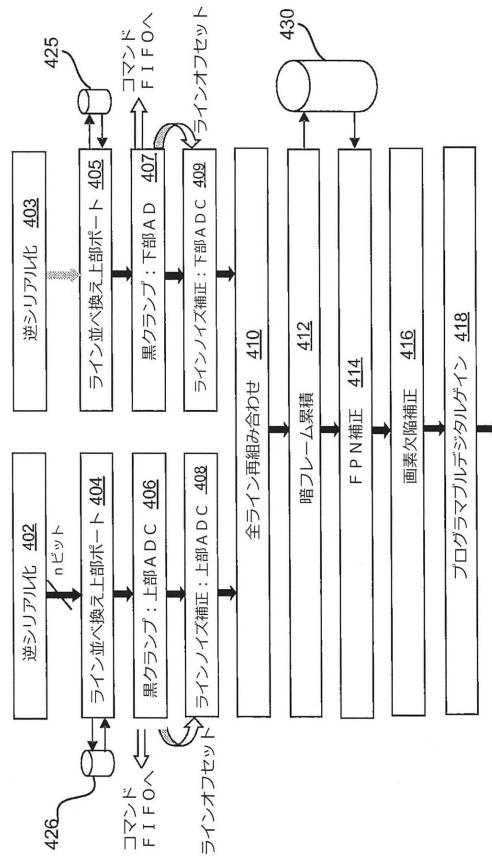 逆シリアル化 402
nビット
426
ライン並べ換え上部ポート 404
黒クランプ：上部ADC 406
コマンド
FIFOへ
ラインオフセット
ラインノイズ補正：上部ADC 408
逆シリアル化 403
425
ライン並べ換え上部ポート 405
黒クランプ：下部AD 407
コマンド
FIFOへ
ラインオフセット
ラインノイズ補正：下部ADC 409
全ライン再組み合わせ 410
暗フレーム累積 412
430
FPN補正 414
画素欠陥補正 416
プログラマブルデジタルゲイン 418